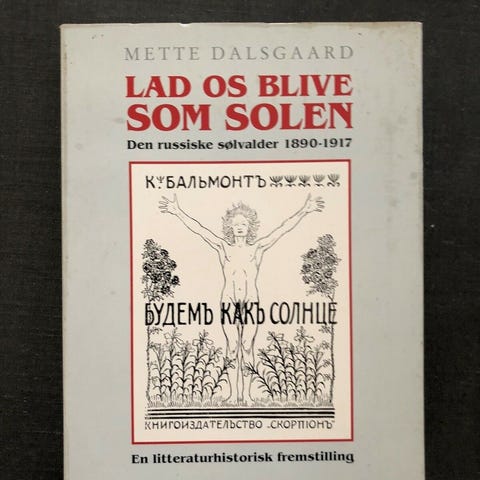 METTE DALSGAARD
LAD OS BLIVE
SOM SOLEN
Den russiske sølvalder 1890-1917
К. БАЛЬМОНТЪ
БУДЕМЪ КАКЪ СОЛНЦЕ
КНИГОИЗДАТЕЛЬСТВО „СКОРПІОНЪ“
En litteraturhistorisk fremstilling